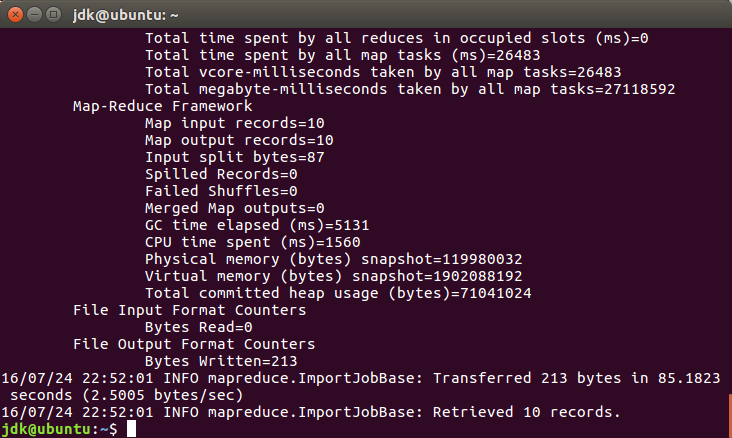 jdk@ubuntu: ~
Total time spent by all reduces in occupied slots (ms)=0
Total time spent by all map tasks (ms)=26483
Total vcore-milliseconds taken by all map tasks=26483
Total megabyte-milliseconds taken by all map tasks=27118592
Map-Reduce Framework
Map input records=10
Map output records=10
Input split bytes=87
Spilled Records=0
Failed Shuffles=0
Merged Map outputs=0
GC time elapsed (ms)=5131
CPU time spent (ms)=1560
Physical memory (bytes) snapshot=119980032
Virtual memory (bytes) snapshot=1902088192
Total committed heap usage (bytes)=71041024
File Input Format Counters
Bytes Read=0
File Output Format Counters
Bytes Written=213
16/07/24 22:52:01 INFO mapreduce.ImportJobBase: Transferred 213 bytes in 85.1823
seconds (2.5005 bytes/sec)
16/07/24 22:52:01 INFO mapreduce.ImportJobBase: Retrieved 10 records.
jdk@ubuntu:~$